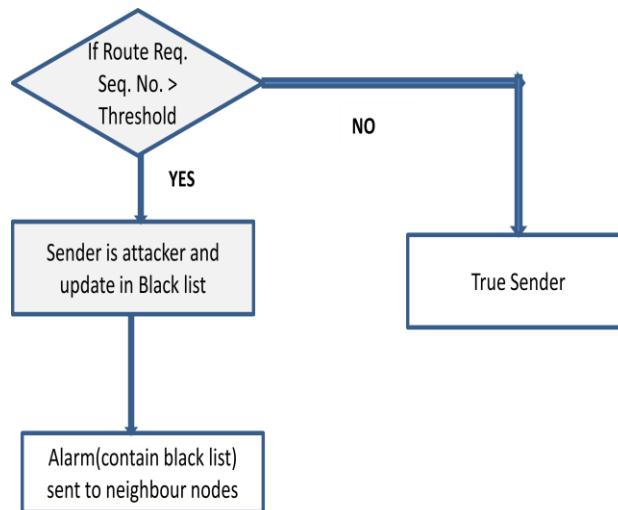 If Route Req.
Seq. No. >
Threshold
NO
YES
Sender is attacker and
update in Black list
True Sender
Alarm(contain black list)
sent to neighbour nodes